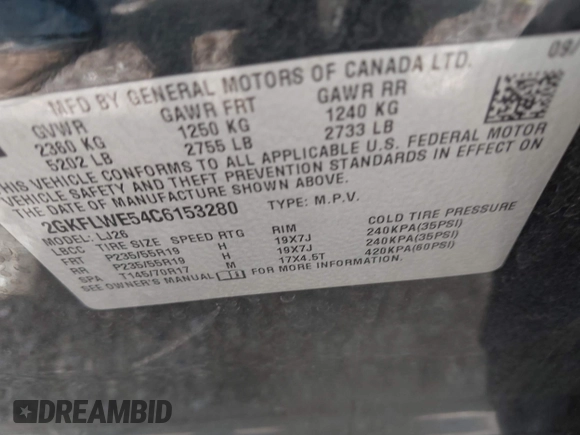 MFD BY GENERAL MOTORS OF CANADA LTD. 09/
GVWR GAWR FRT GAWR RR
2360 KG 1250 KG 1240 KG
5202 LB 2755 LB 2733 LB
THIS VEHICLE CONFORMS TO ALL APPLICABLE U.S. FEDERAL MOTOR
VEHICLE SAFETY AND THEFT PREVENTION STANDARDS IN EFFECT ON
THE DATE OF MANUFACTURE SHOWN ABOVE.
2GKFLWE54C6153280 TYPE: M.P.V.
MODEL: LJ26
LBCC TIRE SIZE SPEED RTG RIM COLD TIRE PRESSURE
FRT P235/55R19 H 19X7J 240KPA(35PSI)
RR P235/55R19 H 19X7J 240KPA(35PSI)
SPA T145/70R17 M 17X4.5T 420KPA(60PSI)
SEE OWNER'S MANUAL
DREAMBID